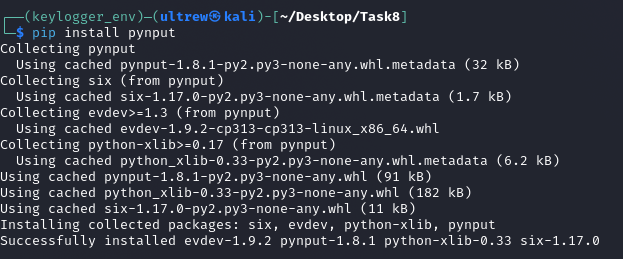 (keylogger_env)─(ultrew㉿kali)-[~/Desktop/Task8]
$ pip install pynput
Collecting pynput
  Using cached pynput-1.8.1-py2.py3-none-any.whl.metadata (32 kB)
Collecting six (from pynput)
  Using cached six-1.17.0-py2.py3-none-any.whl.metadata (1.7 kB)
Collecting evdev>=1.3 (from pynput)
  Using cached evdev-1.9.2-cp313-cp313-linux_x86_64.whl
Collecting python-xlib>=0.17 (from pynput)
  Using cached python_xlib-0.33-py2.py3-none-any.whl.metadata (6.2 kB)
Using cached pynput-1.8.1-py2.py3-none-any.whl (91 kB)
Using cached python_xlib-0.33-py2.py3-none-any.whl (182 kB)
Using cached six-1.17.0-py2.py3-none-any.whl (11 kB)
Installing collected packages: six, evdev, python-xlib, pynput
Successfully installed evdev-1.9.2 pynput-1.8.1 python-xlib-0.33 six-1.17.0